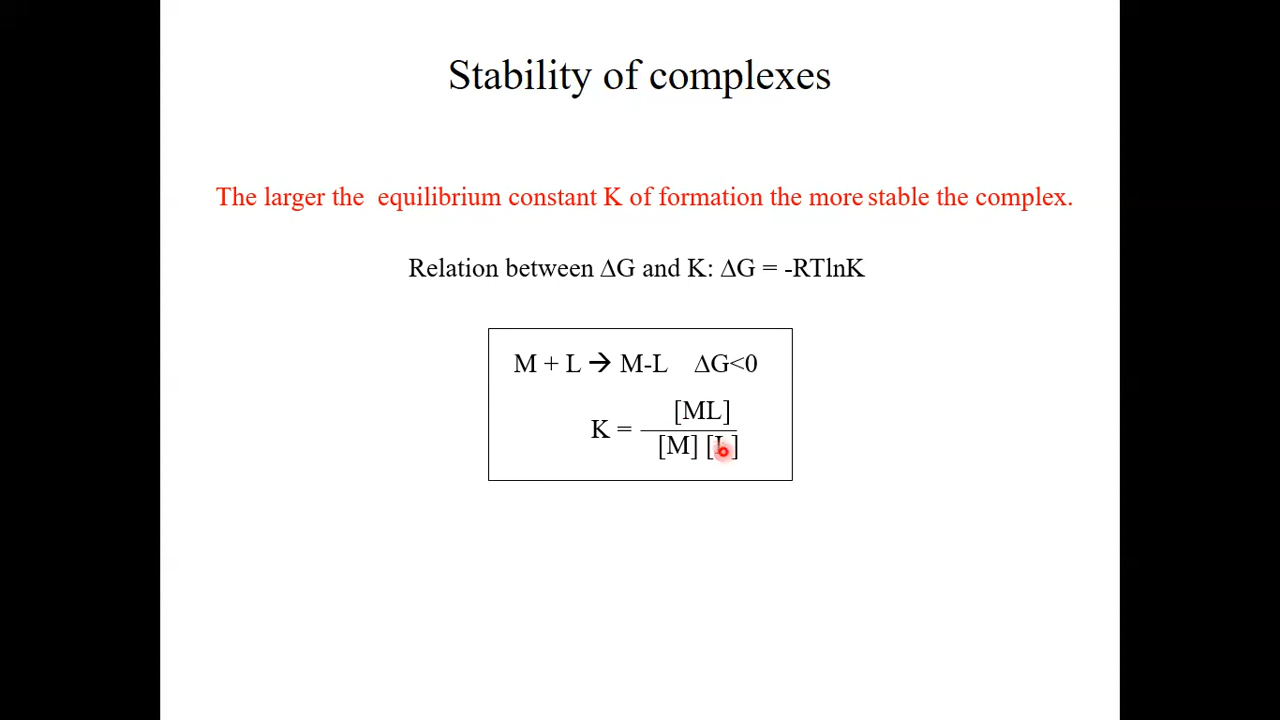 Stability of complexes
The larger the equilibrium constant K of formation the more stable the complex.
Relation between ΔG and K: ΔG = -RTlnK
M + L → M-L ΔG<0
[ML]
K =
[M] [L]